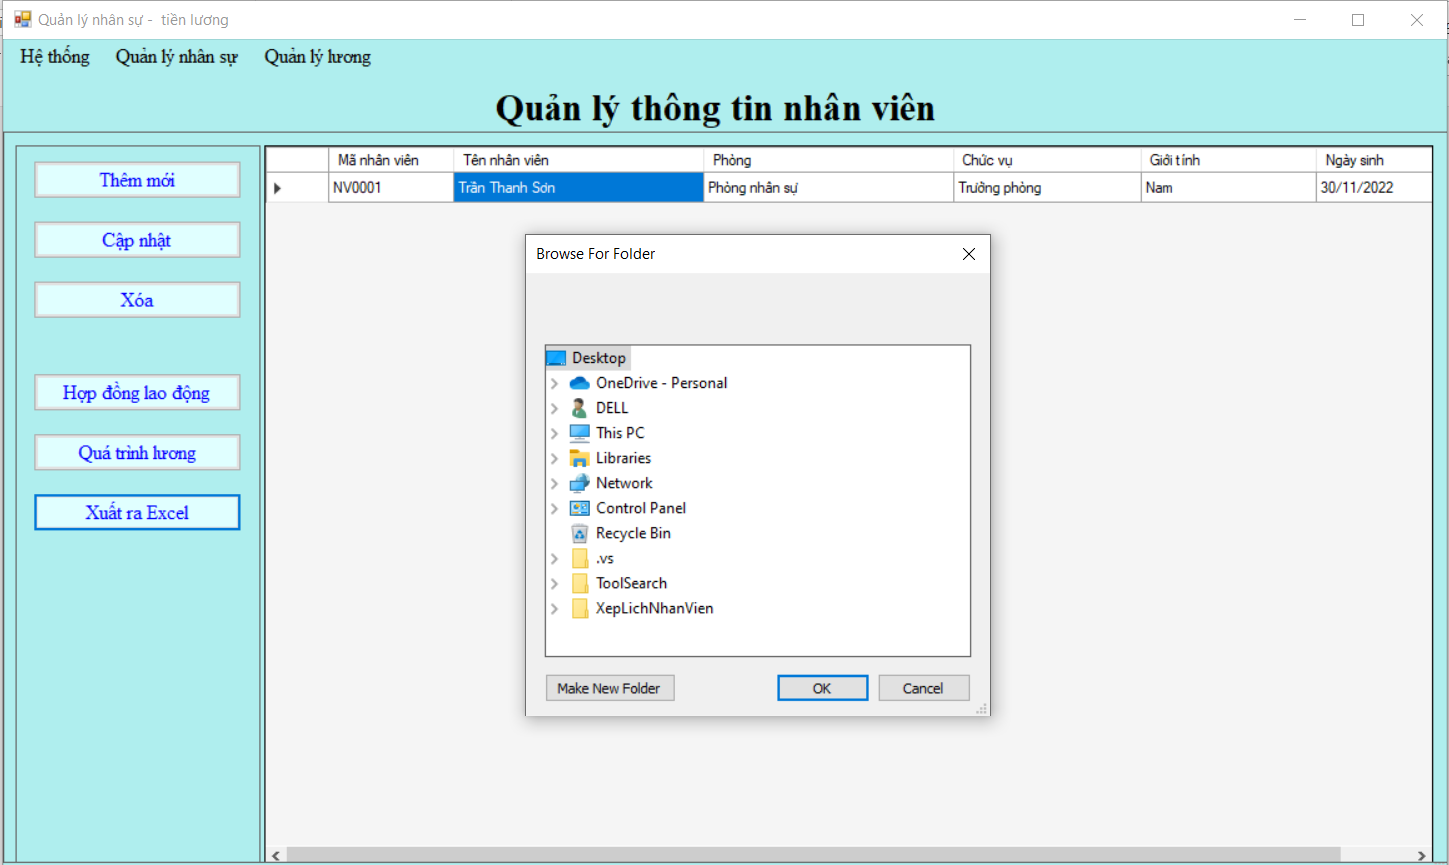 Quản lý nhân sự -  tiền lương
Hệ thống Quản lý nhân sự Quản lý lương
Quản lý thông tin nhân viên
Thêm mới
Cập nhật
Xóa
Hợp đồng lao động
Quá trình lương
Xuất ra Excel
Mã nhân viên Tên nhân viên Phòng Chức vụ Giới tính Ngày sinh
NV0001 Trần Thanh Sơn Phòng nhân sự Trưởng phòng Nam 30/11/2022
Browse For Folder
Desktop
OneDrive - Personal
DELL
This PC
Libraries
Network
Control Panel
Recycle Bin
.vs
ToolSearch
XepLichNhanVien
Make New Folder OK Cancel